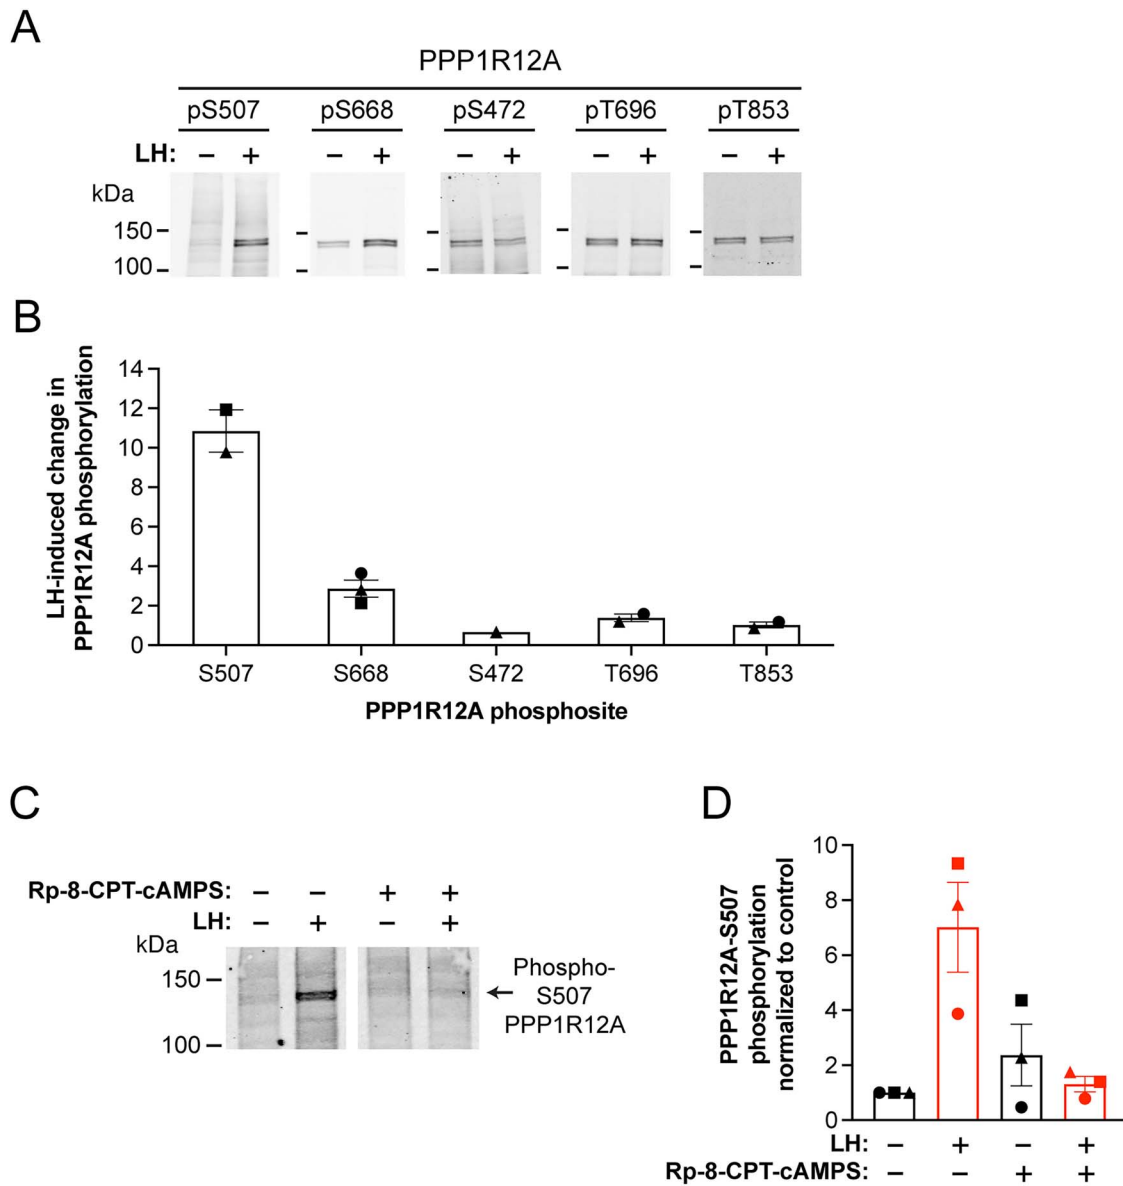 A
PPP1R12A
pS507 pS668 pS472 pT696 pT853
LH: − + − + − + − + − +
kDa
150
100
B
LH-induced change in
PPP1R12A phosphorylation
14
12
10
8
6
4
2
0
S507 S668 S472 T696 T853
PPP1R12A phosphosite
C
Rp-8-CPT-cAMPS: − − + +
LH: − + − +
kDa
150
100
Phospho-
S507
PPP1R12A
D
PPP1R12A-S507
phosphorylation
normalized to control
10
8
6
4
2
0
LH: − + − +
Rp-8-CPT-cAMPS: − − + +